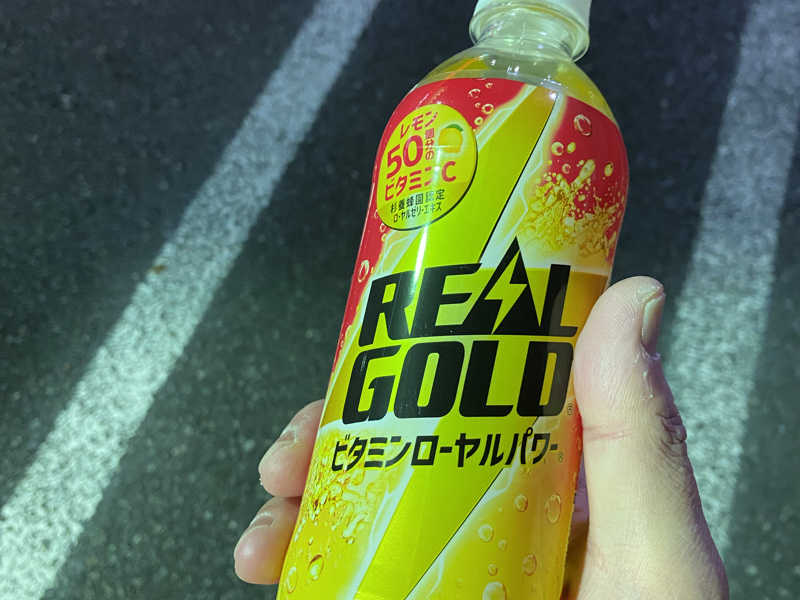 レモン
50個分の
ビタミンC
杉養蜂園認定
ローヤルゼリーエキス
REAL
GOLD®
ビタミンローヤルパワー®